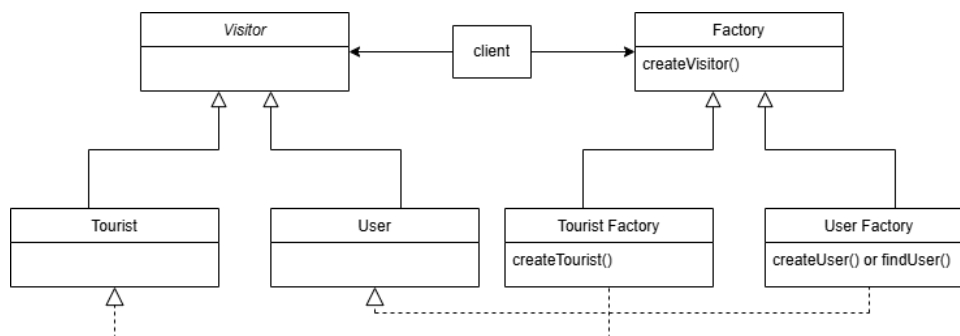 Visitor
client
Factory
createVisitor()
Tourist
User
Tourist Factory
createTourist()
User Factory
createUser() or findUser()